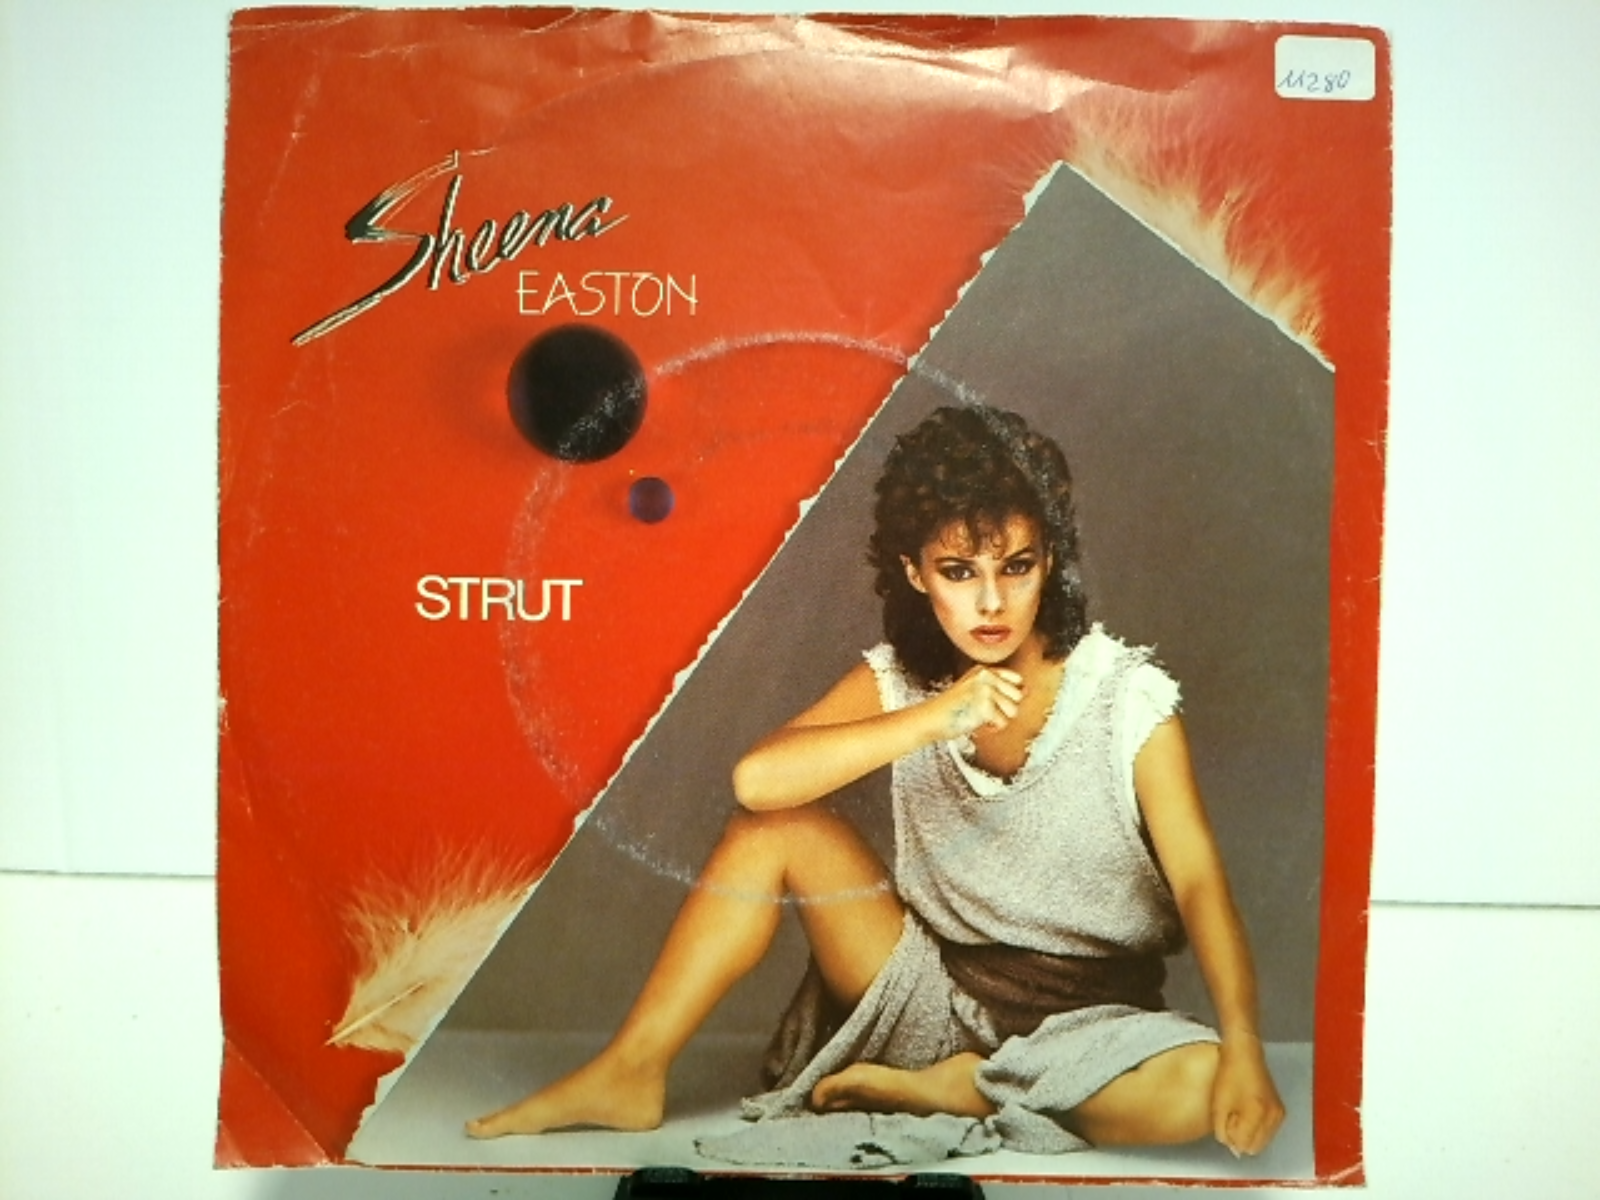 11280
Sheena
EASTON
STRUT